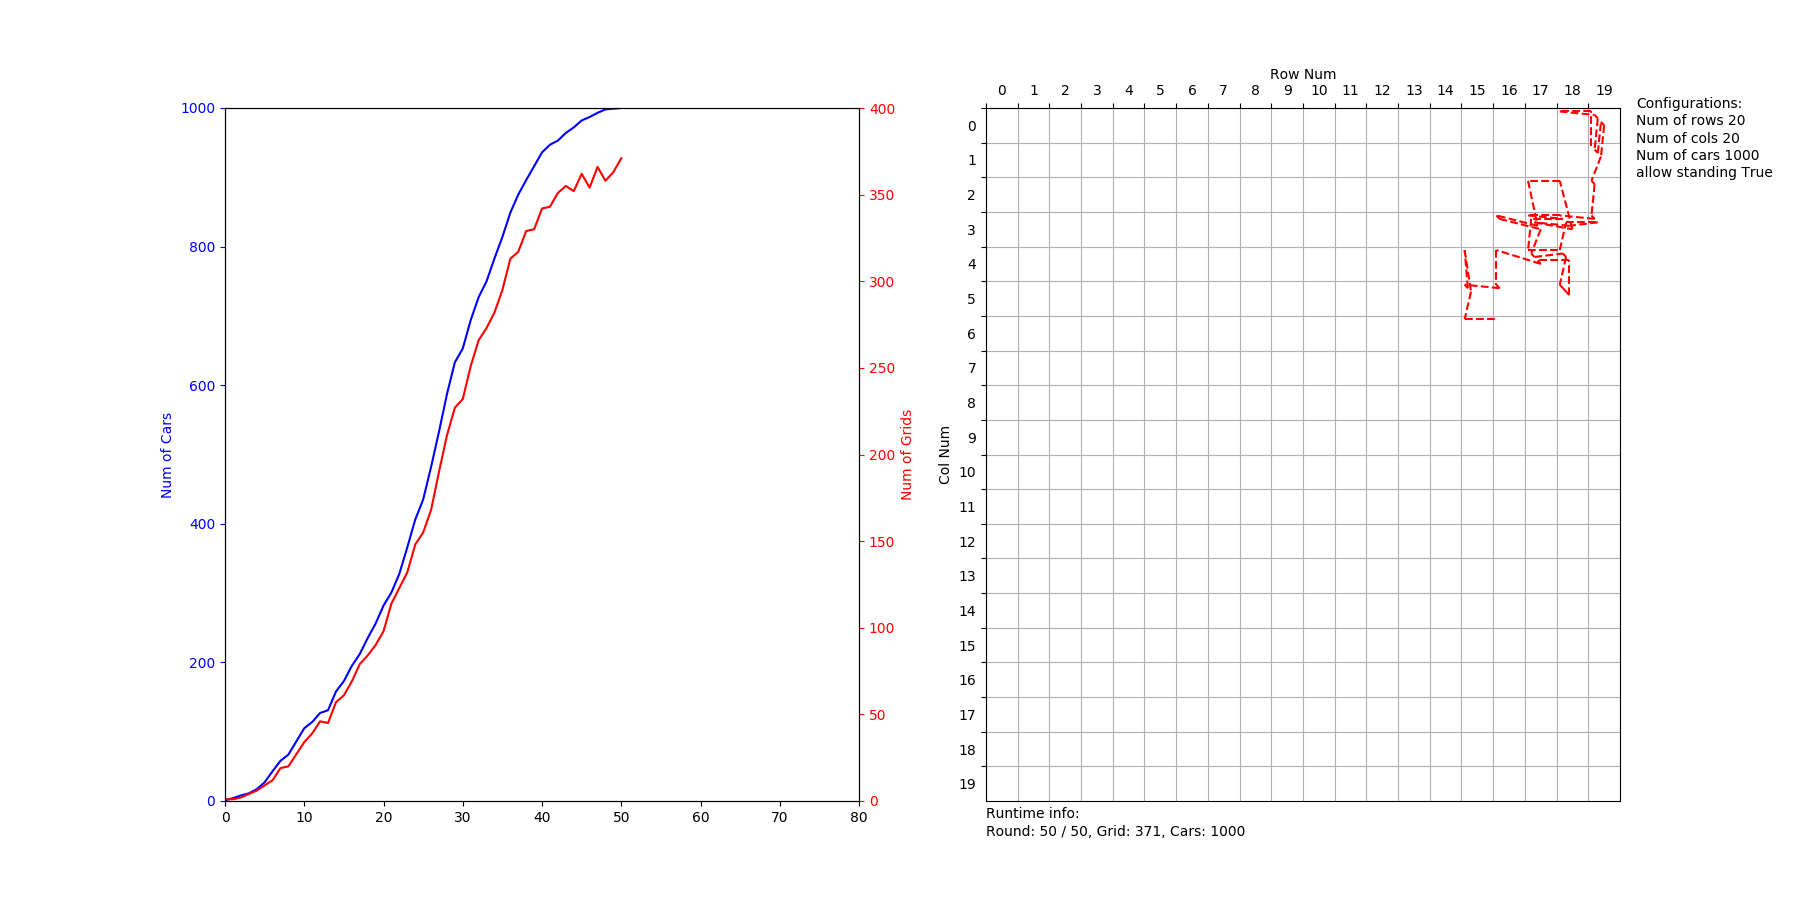 Num of Cars
1000
800
600
400
200
0
0 10 20 30 40 50 60 70 80
400
350
300
250
200
150
100
50
0
Num of Grids
Row Num
0 1 2 3 4 5 6 7 8 9 10 11 12 13 14 15 16 17 18 19
Col Num
0
1
2
3
4
5
6
7
8
9
10
11
12
13
14
15
16
17
18
19
Configurations:
Num of rows 20
Num of cols 20
Num of cars 1000
allow standing True
Runtime info:
Round: 50 / 50, Grid: 371, Cars: 1000